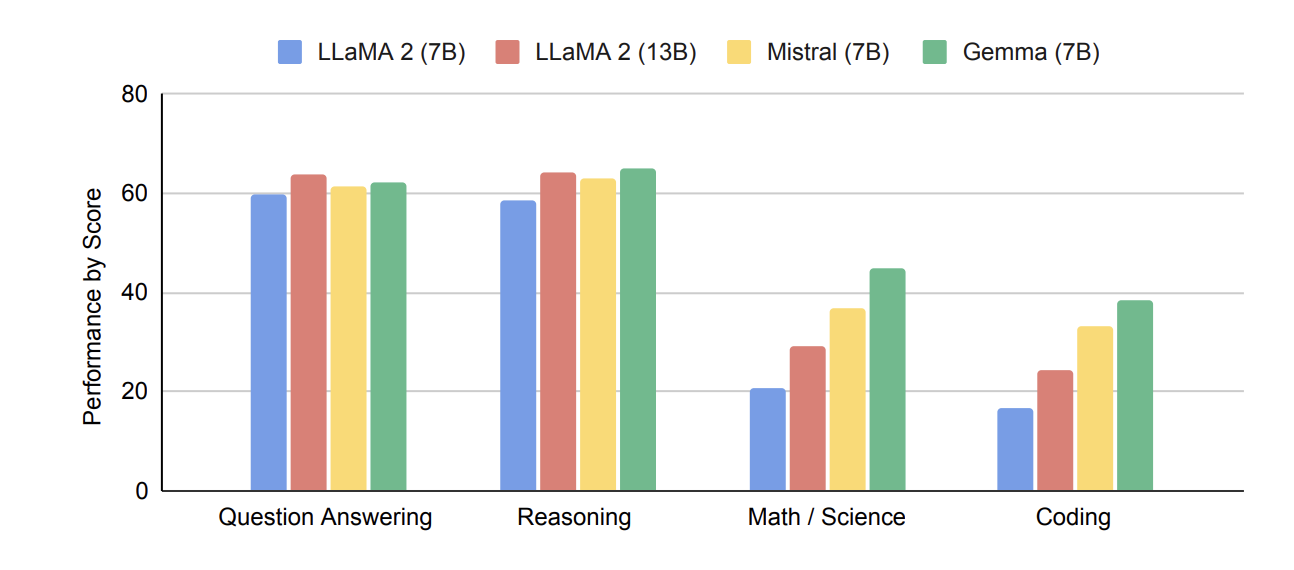 LLaMA 2 (7B) LLaMA 2 (13B) Mistral (7B) Gemma (7B)
Performance by Score
80
60
40
20
0
Question Answering Reasoning Math / Science Coding